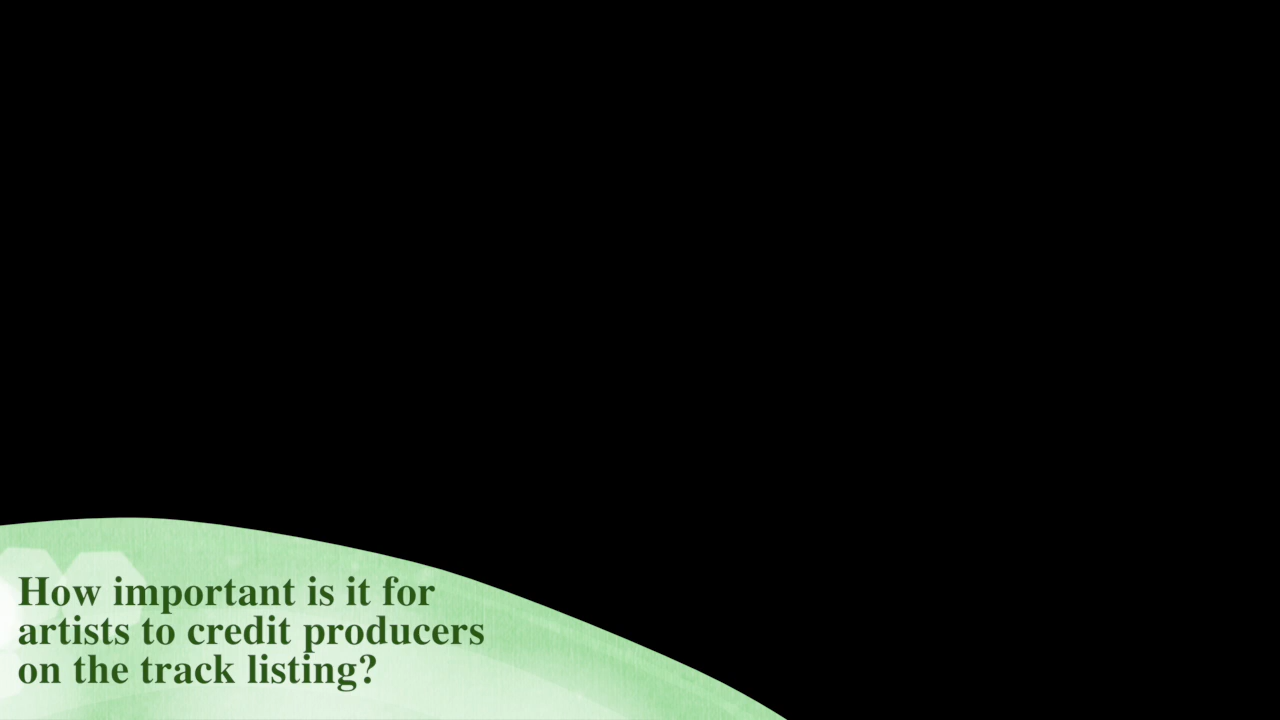 How important is it for
artists to credit producers
on the track listing?